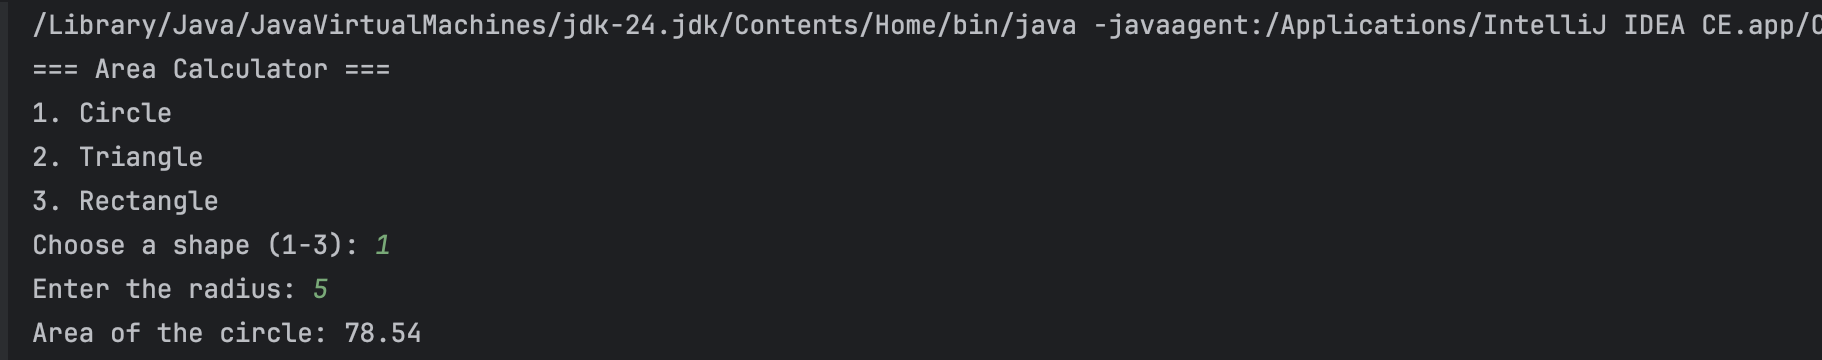 /Library/Java/JavaVirtualMachines/jdk-24.jdk/Contents/Home/bin/java -javaagent:/Applications/IntelliJ IDEA CE.app/C
=== Area Calculator ===
1. Circle
2. Triangle
3. Rectangle
Choose a shape (1-3): 1
Enter the radius: 5
Area of the circle: 78.54